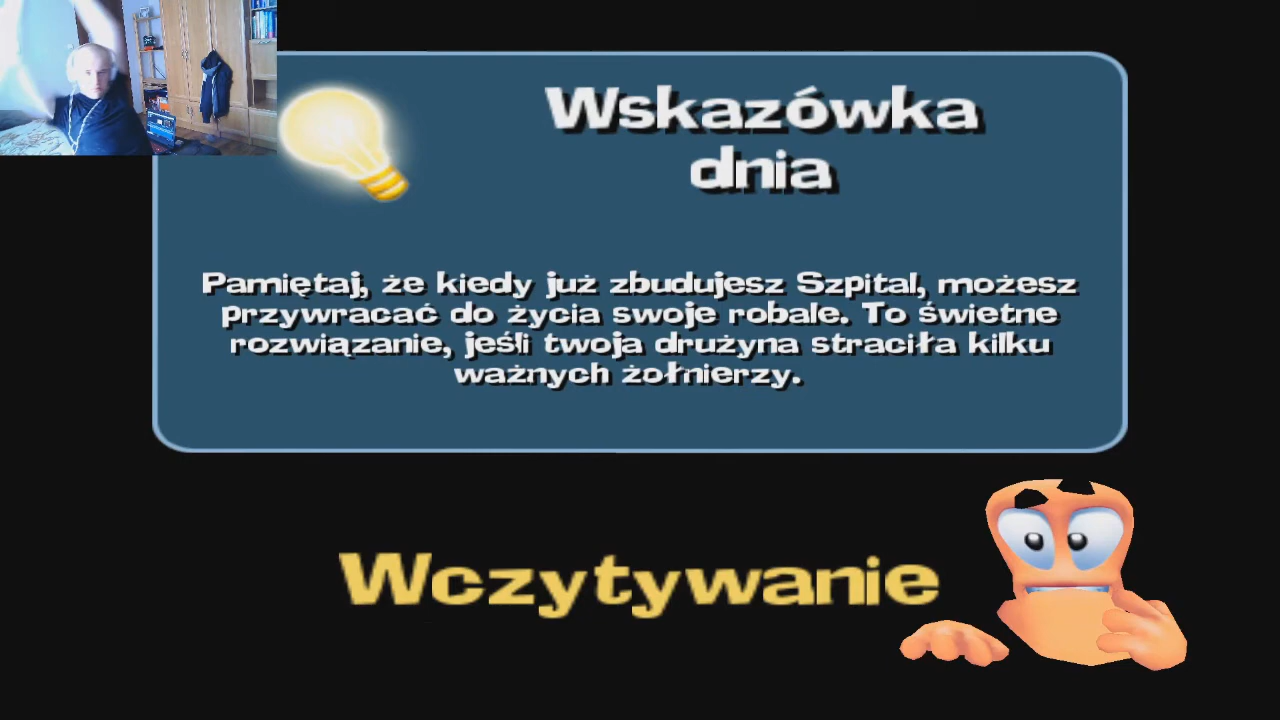 Wskazówka
dnia
Pamiętaj, że kiedy już zbudujesz Szpital, możesz
przywracać do życia swoje robale. To świetne
rozwiązanie, jeśli twoja drużyna straciła kilku
ważnych żołnierzy.
Wczytywanie